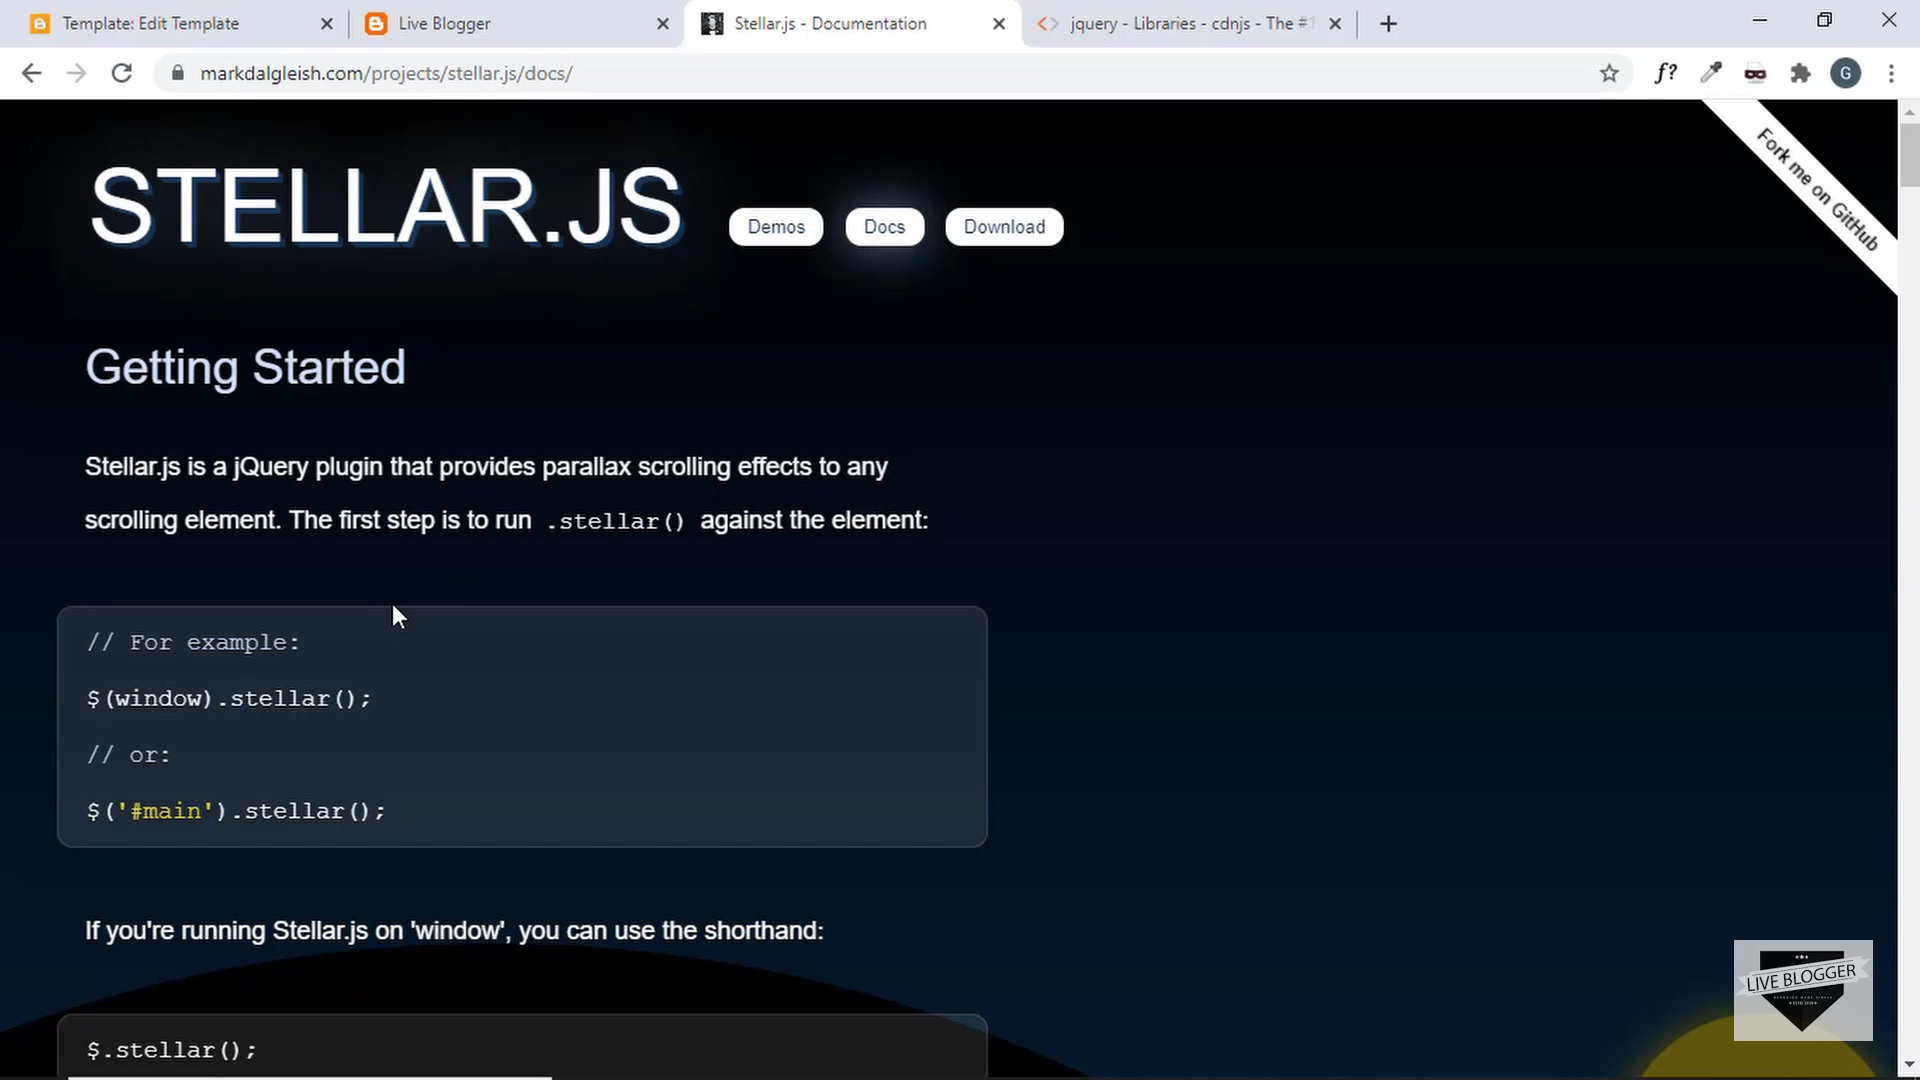 Template: Edit Template
Live Blogger
Stellar.js - Documentation
jquery - Libraries - cdnjs - The #1
markdalgleish.com/projects/stellar.js/docs/
f?
G
Fork me on GitHub
STELLAR.JS
Demos
Docs
Download
Getting Started
Stellar.js is a jQuery plugin that provides parallax scrolling effects to any
scrolling element. The first step is to run .stellar() against the element:
// For example:
$(window).stellar();
// or:
$('#main').stellar();
If you're running Stellar.js on 'window', you can use the shorthand:
$.stellar();
LIVE BLOGGER